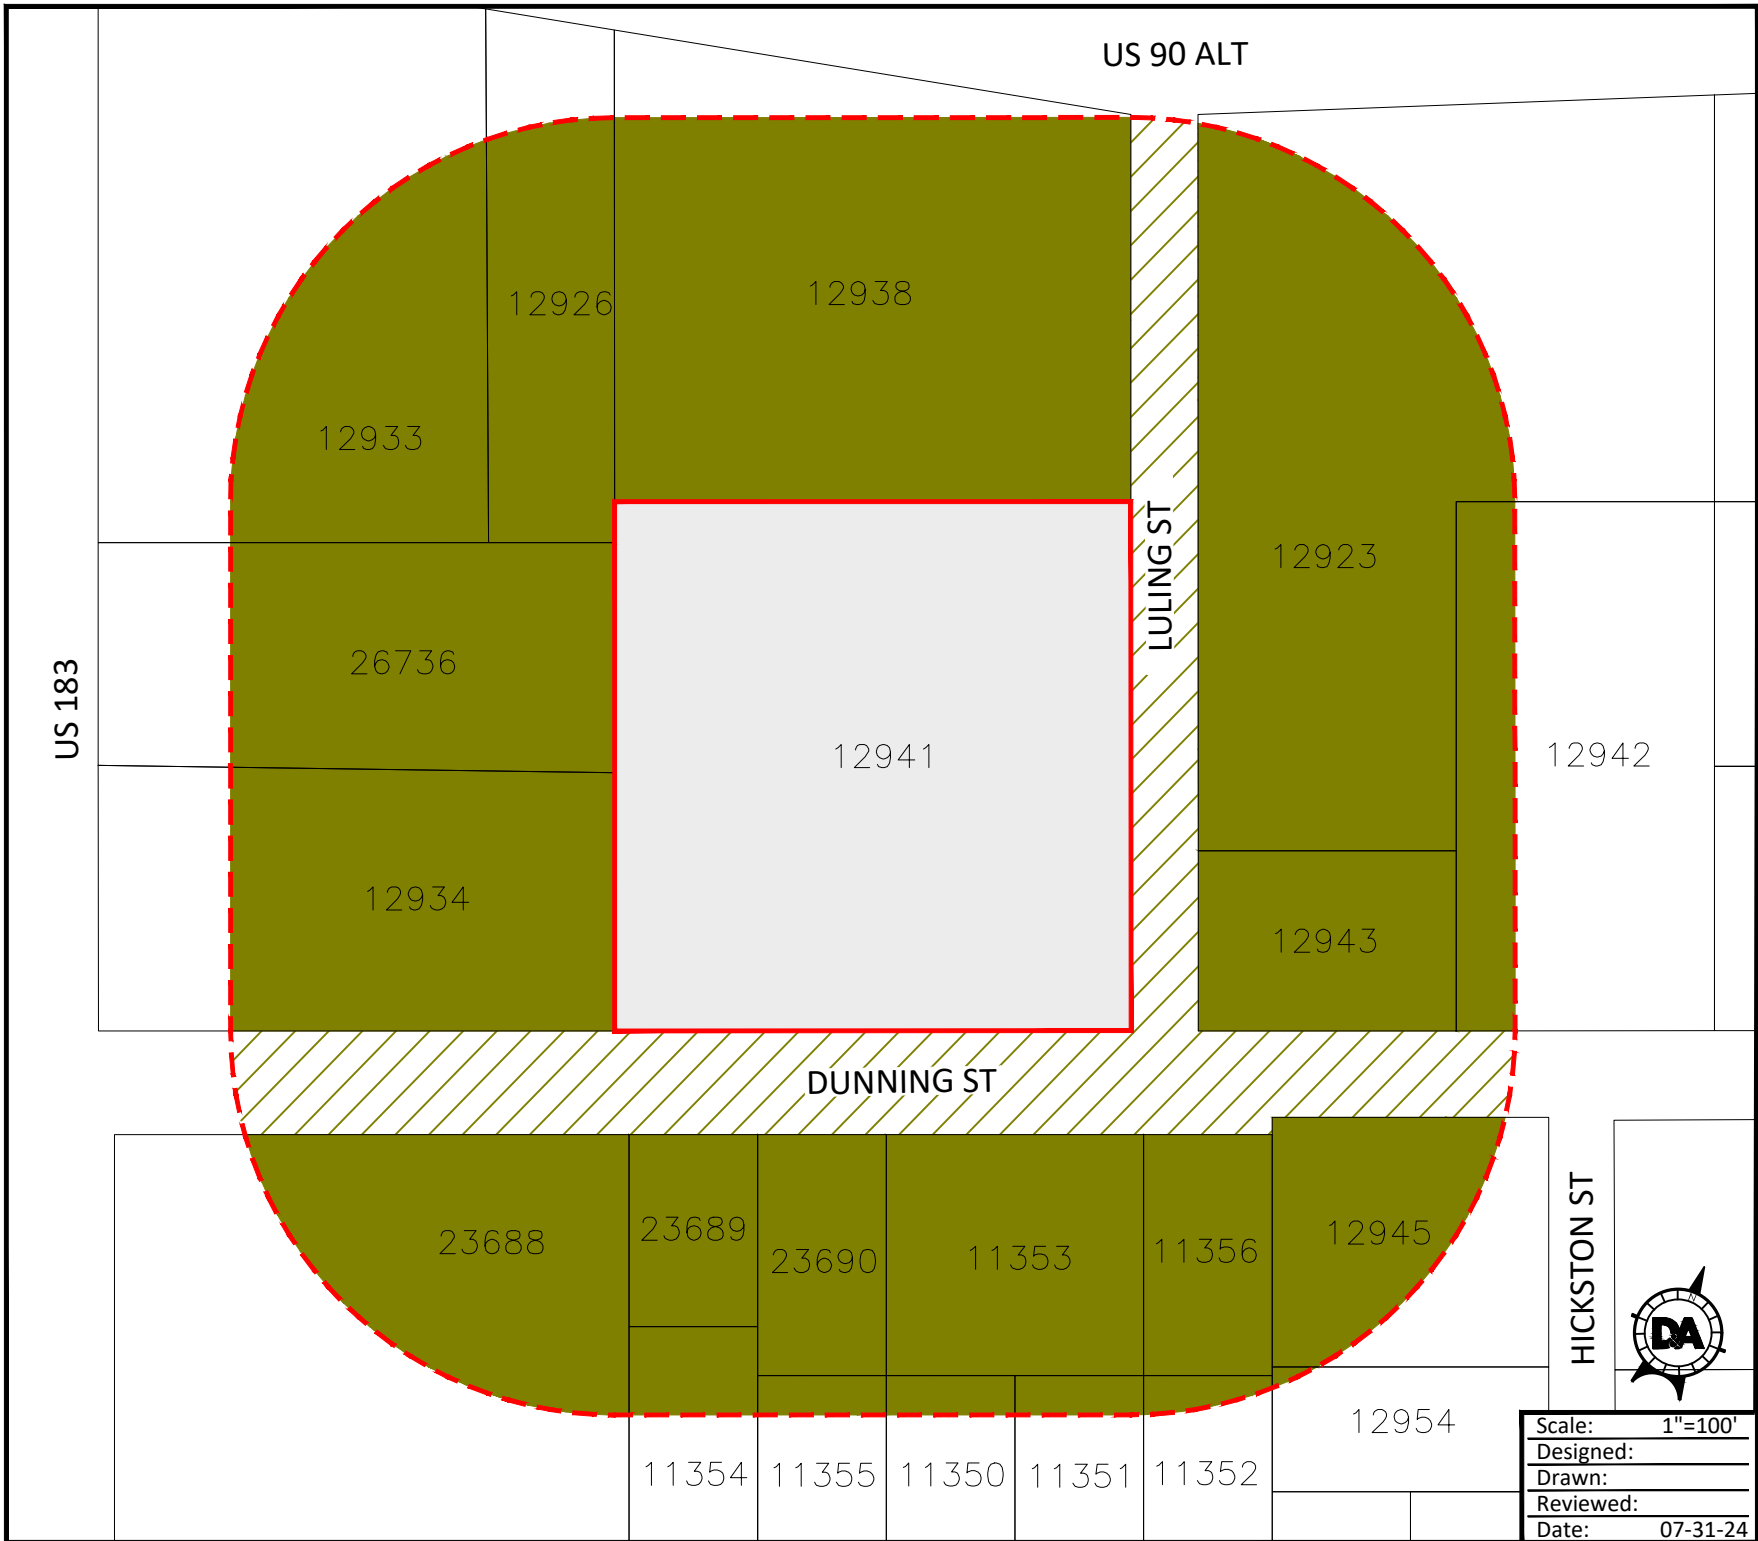 US 90 ALT
12938
12926
12933
LULING ST
12923
26736
US 183
12941
12942
12934
12943
DUNNING ST
23688
23689
23690
11353
11356
12945
HICKSTON ST
N
D&A
12954
11354
11355
11350
11351
11352
Scale: 1"=100'
Designed:
Drawn:
Reviewed:
Date: 07-31-24